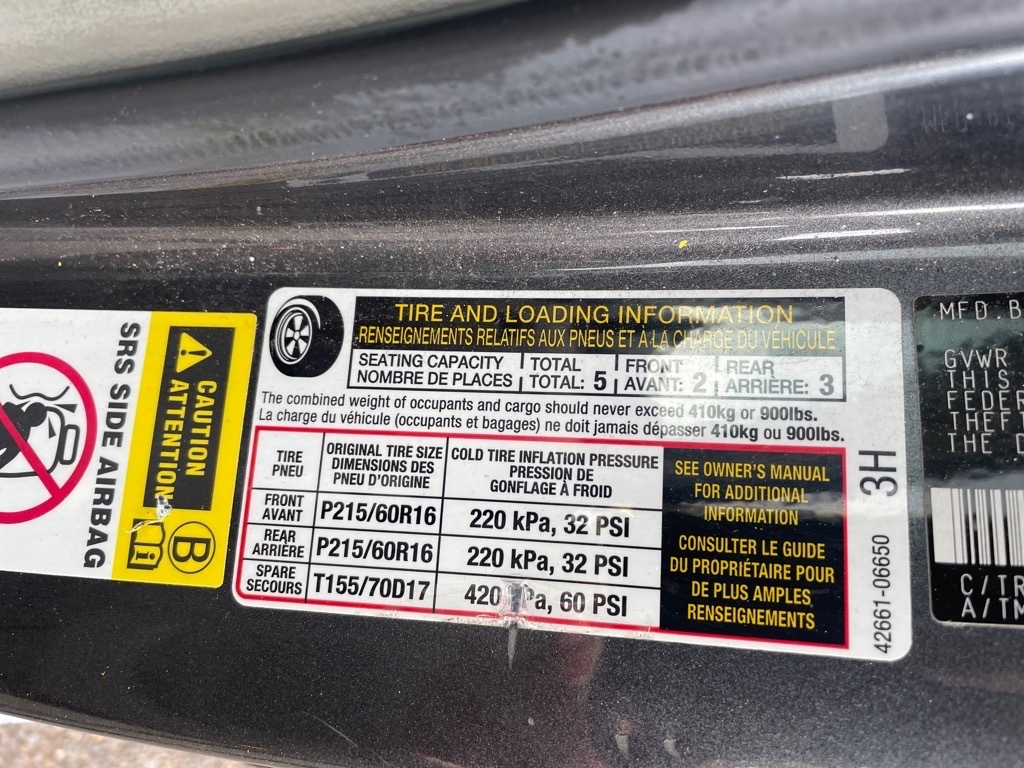 SRS SIDE AIRBAG
CAUTION
ATTENTION
B
TIRE AND LOADING INFORMATION
RENSEIGNEMENTS RELATIFS AUX PNEUS ET À LA CHARGE DU VÉHICULE
SEATING CAPACITY TOTAL FRONT REAR
NOMBRE DE PLACES TOTAL: 5 AVANT: 2 ARRIÈRE: 3
The combined weight of occupants and cargo should never exceed 410kg or 900lbs.
La charge du véhicule (occupants et bagages) ne doit jamais dépasser 410kg ou 900lbs.
TIRE
PNEU
ORIGINAL TIRE SIZE
DIMENSIONS DES
PNEU D'ORIGINE
COLD TIRE INFLATION PRESSURE
PRESSION DE
GONFLAGE À FROID
FRONT
AVANT
P215/60R16
220 kPa, 32 PSI
REAR
ARRIÈRE
P215/60R16
220 kPa, 32 PSI
SPARE
SECOURS
T155/70D17
420 Pa, 60 PSI
SEE OWNER'S MANUAL
FOR ADDITIONAL
INFORMATION
CONSULTER LE GUIDE
DU PROPRIÉTAIRE POUR
DE PLUS AMPLES
RENSEIGNEMENTS
3H
42661-06650
MFD.B
GVWR
THIS
FEDER
THEFT
THE D
C/TR
A/TM